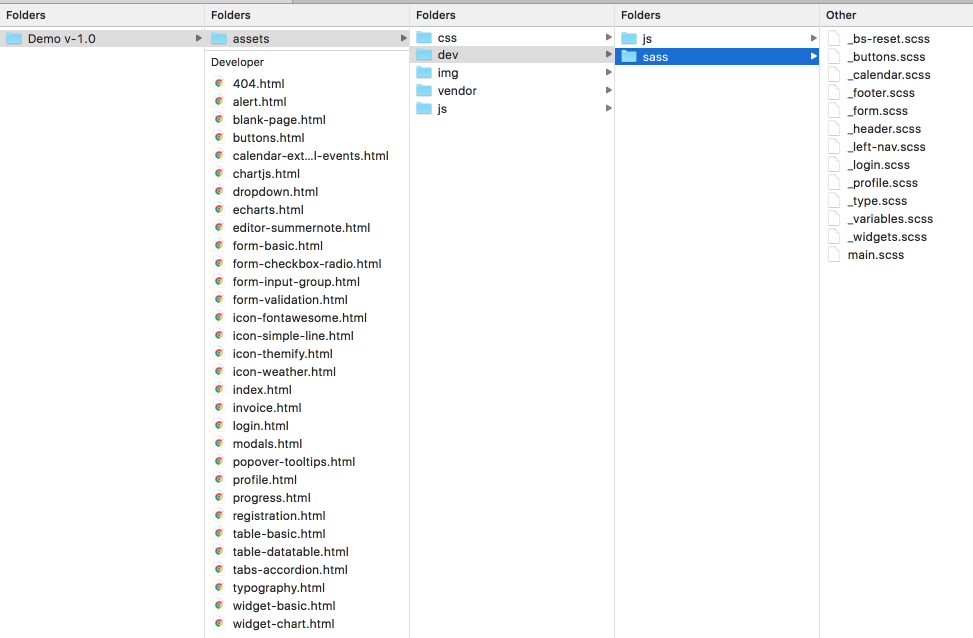 Folders
Demo v-1.0
Folders
assets
Developer
404.html
alert.html
blank-page.html
buttons.html
calendar-ext...l-events.html
chartjs.html
dropdown.html
echarts.html
editor-summernote.html
form-basic.html
form-checkbox-radio.html
form-input-group.html
form-validation.html
icon-fontawesome.html
icon-simple-line.html
icon-themify.html
icon-weather.html
index.html
invoice.html
login.html
modals.html
popover-tooltips.html
profile.html
progress.html
registration.html
table-basic.html
table-datatable.html
tabs-accordion.html
typography.html
widget-basic.html
widget-chart.html
Folders
css
dev
img
vendor
js
Folders
js
sass
Other
_bs-reset.scss
_buttons.scss
_calendar.scss
_footer.scss
_form.scss
_header.scss
_left-nav.scss
_login.scss
_profile.scss
_type.scss
_variables.scss
_widgets.scss
main.scss